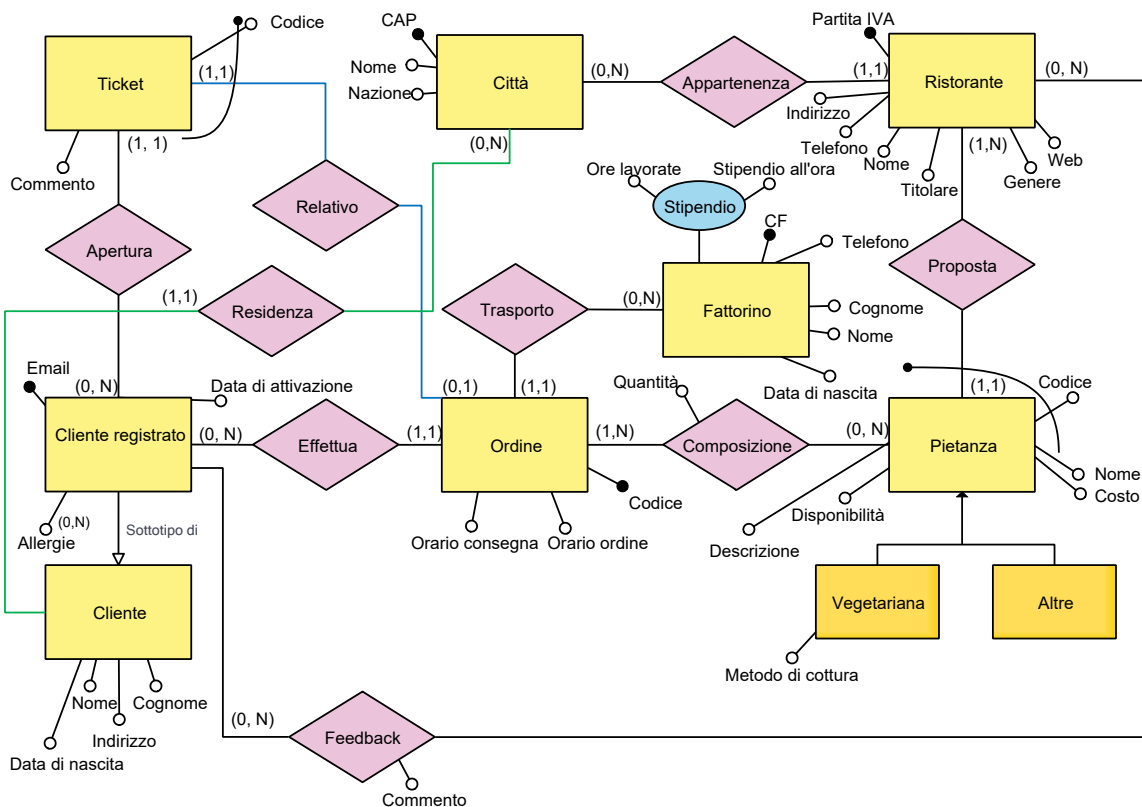 Codice
CAP
Partita IVA
Ticket
(1,1)
Nome
Città
(0,N)
Appartenenza
(1,1)
Ristorante
(0, N)
Nazione
Indirizzo
(1, 1)
(0,N)
Telefono
(1,N)
Web
Commento
Nome
Genere
Titolare
Ore lavorate
Stipendio all'ora
Relativo
Stipendio
CF
Telefono
Apertura
Proposta
(1,1)
Residenza
Trasporto
(0,N)
Fattorino
Cognome
Nome
Email
(0, N)
Data di attivazione
(0,1)
(1,1)
Quantità
Data di nascita
(1,1)
Codice
Cliente registrato
(0, N)
Effettua
(1,1)
Ordine
(1,N)
Composizione
(0, N)
Pietanza
Nome
Costo
Codice
Disponibilità
Allergie
(0,N)
Sottotipo di
Orario consegna
Orario ordine
Descrizione
Cliente
Vegetariana
Altre
Metodo di cottura
Nome
Cognome
Indirizzo
Data di nascita
(0, N)
Feedback
Commento